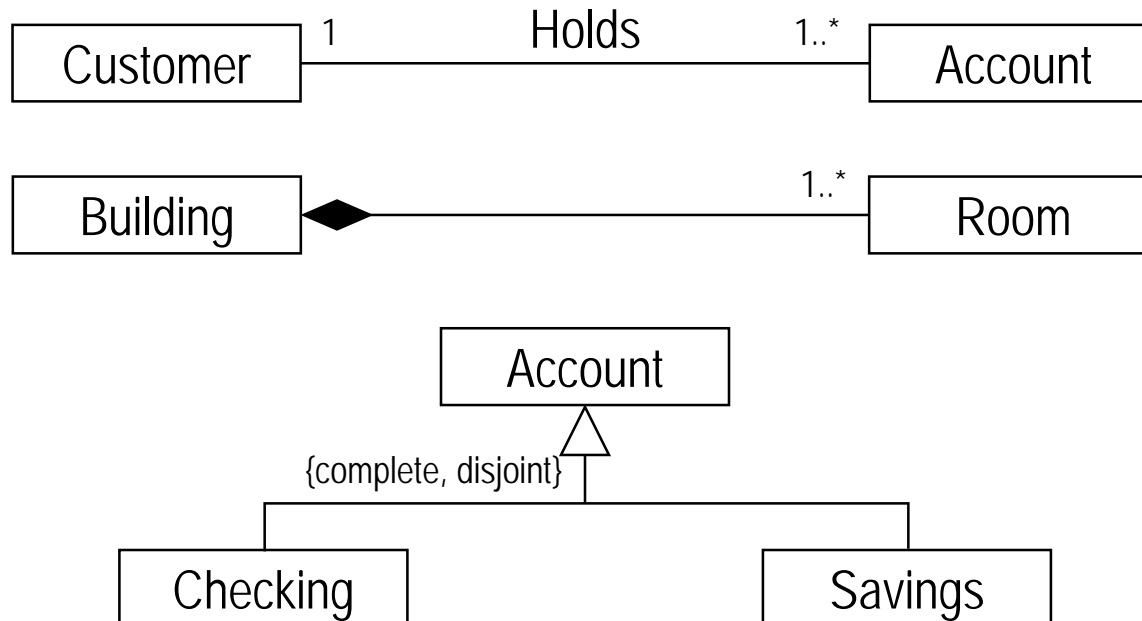 1 Holds 1..*
Customer Account
1..*
Building Room
Account
{complete, disjoint}
Checking Savings